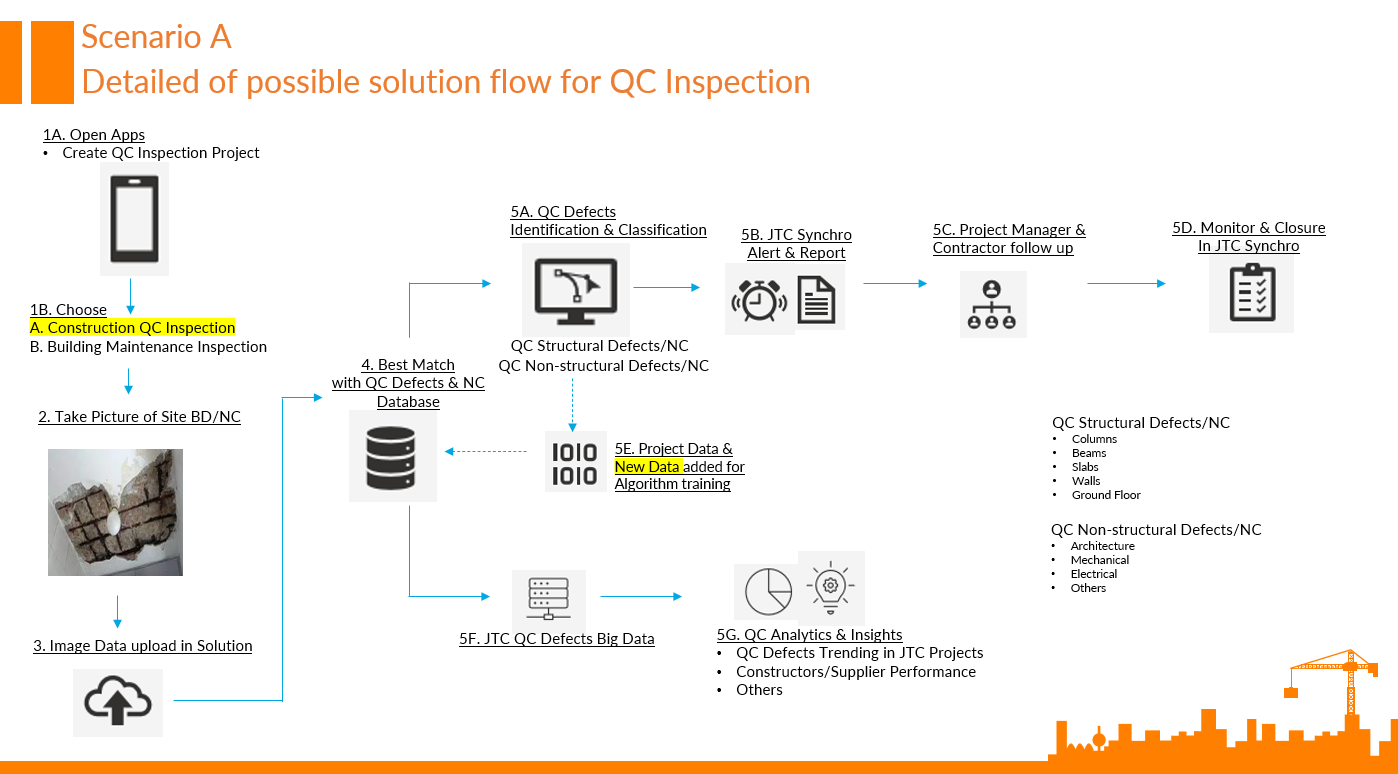 Scenario A
Detailed of possible solution flow for QC Inspection
1A. Open Apps
• Create QC Inspection Project
1B. Choose
A. Construction QC Inspection
B. Building Maintenance Inspection
2. Take Picture of Site BD/NC
3. Image Data upload in Solution
4. Best Match
with QC Defects & NC
Database
5A. QC Defects
Identification & Classification
QC Structural Defects/NC
QC Non-structural Defects/NC
5B. JTC Synchro
Alert & Report
5C. Project Manager &
Contractor follow up
5D. Monitor & Closure
In JTC Synchro
1010
1010
5E. Project Data &
New Data added for
Algorithm training
5F. JTC QC Defects Big Data
5G. QC Analytics & Insights
• QC Defects Trending in JTC Projects
• Constructors/Supplier Performance
• Others
QC Structural Defects/NC
• Columns
• Beams
• Slabs
• Walls
• Ground Floor
QC Non-structural Defects/NC
• Architecture
• Mechanical
• Electrical
• Others